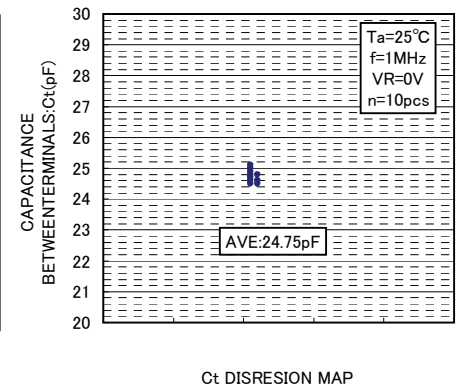 30
29
28
27
26
25
24
23
22
21
20
CAPACITANCE
BETWEENTERMINALS:Ct(pF)
Ta=25°C
f=1MHz
VR=0V
n=10pcs
AVE:24.75pF
Ct DISRESION MAP